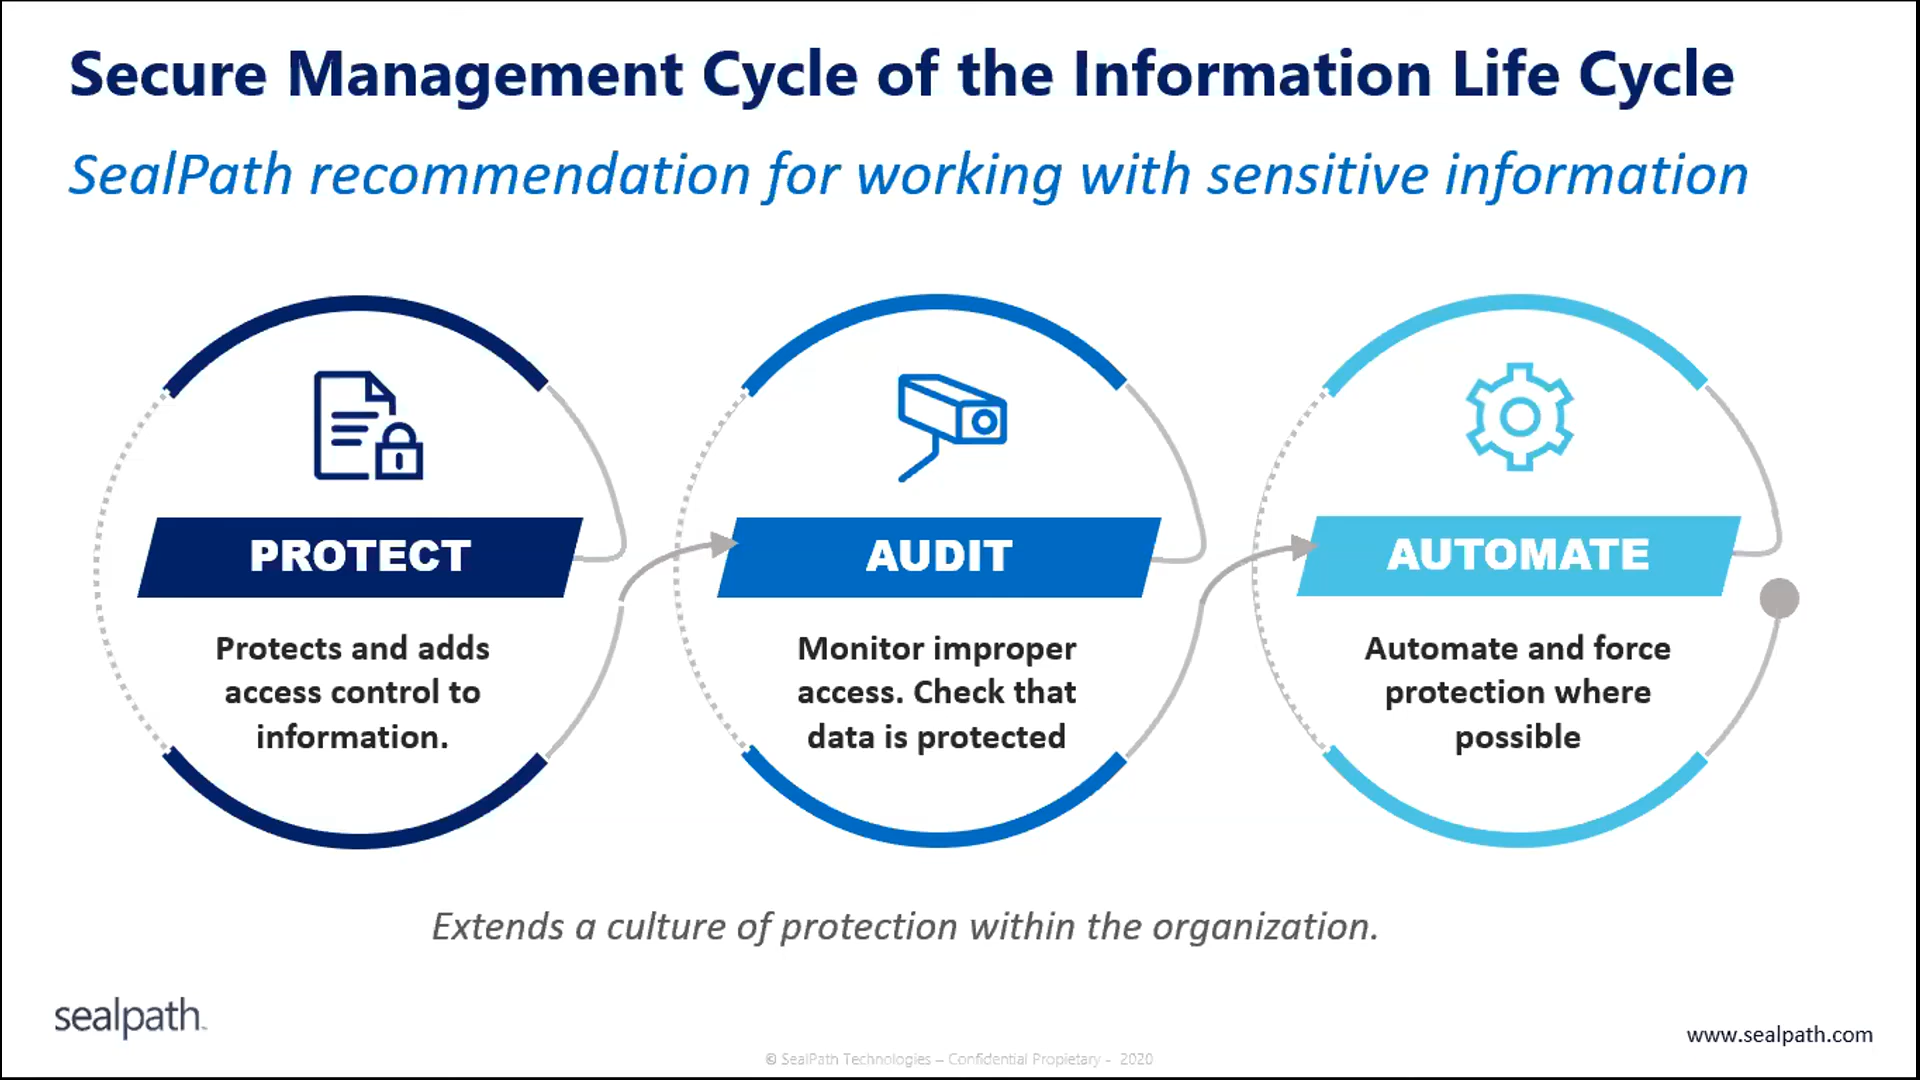 Secure Management Cycle of the Information Life Cycle
SealPath recommendation for working with sensitive information
PROTECT
Protects and adds
access control to
information.
AUDIT
Monitor improper
access. Check that
data is protected
AUTOMATE
Automate and force
protection where
possible
Extends a culture of protection within the organization.
sealpath
www.sealpath.com
© SealPath Technologies – Confidential Propietary - 2020